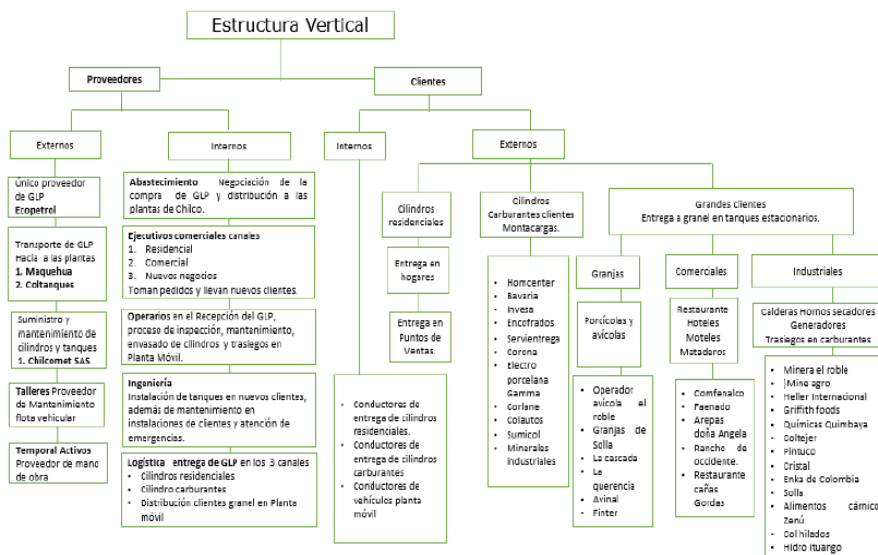 Estructura Vertical
Proveedores
Clientes
Externos
Internos
Internos
Externos
Único proveedor
de GLP
Ecopetrol
Transporte de GLP
Hacia a las plantas
1. Maquehua
2. Coltanques
Suministro y
mantenimiento de
cilindros y tanques
1. Chilcomet SAS
Talleres Proveedor
de Mantenimiento
flota vehicular
Temporal Activos
Proveedor de mano
de obra
Abastecimiento Negociación de la
compra de GLP y distribución a las
plantas de Chilco.
Ejecutivos comerciales canales
1. Residencial
2. Comercial
3. Nuevos negocios
Toman pedidos y llevan nuevos clientes.
Operarios en el Recepción del GLP,
proceso de inspección, mantenimiento,
envasado de cilindros y trasiegos en
Planta Móvil.
Ingeniería
Instalación de tanques en nuevos clientes,
además de mantenimiento en
instalaciones de clientes y atención de
emergencias.
Logística entrega de GLP en los 3 canales
• Cilindros residenciales
• Cilindro carburantes
• Distribución clientes granel en Planta
móvil
• Conductores de
entrega de cilindros
residenciales.
• Conductores de
entrega de cilindros
carburantes
• Conductores de
vehículos planta
móvil
Cilindros
residenciales
Entrega en
hogares
Entrega en
Puntos de
Ventas.
Cilindros
Carburantes clientes
Montacargas.
• Homcenter
• Bavaria
• Invesa
• Encofrados
• Servientrega
• Corona
• Electro
porcelana
Gamma
• Corlane
• Colautos
• Sumicol
• Minerales
industriales
Grandes clientes
Entrega a granel en tanques estacionarios.
Granjas
Porcícolas y
avícolas
• Operador
avícola el
roble
• Granjas de
Solla
• La cascada
• La
querencia
• Avinal
• Finter
Comerciales
Restaurante
Hoteles
Moteles
Mataderos
• Comfenalco
• Faenado
• Arepas
doña Angela
• Rancho de
occidente.
• Restaurante
cañas
Gordas
Industriales
Calderas Hornos secadores
Generadores
Trasiegos en carburantes
• Minera el roble
• |Mine agro
• Heller Internacional
• Griffith foods
• Químicas Quimbaya
• Coltejer
• Pintuco
• Cristal
• Enka de Colombia
• Solla
• Alimentos cárnico
Zenú
• Col hilados
• Hidro Ituango